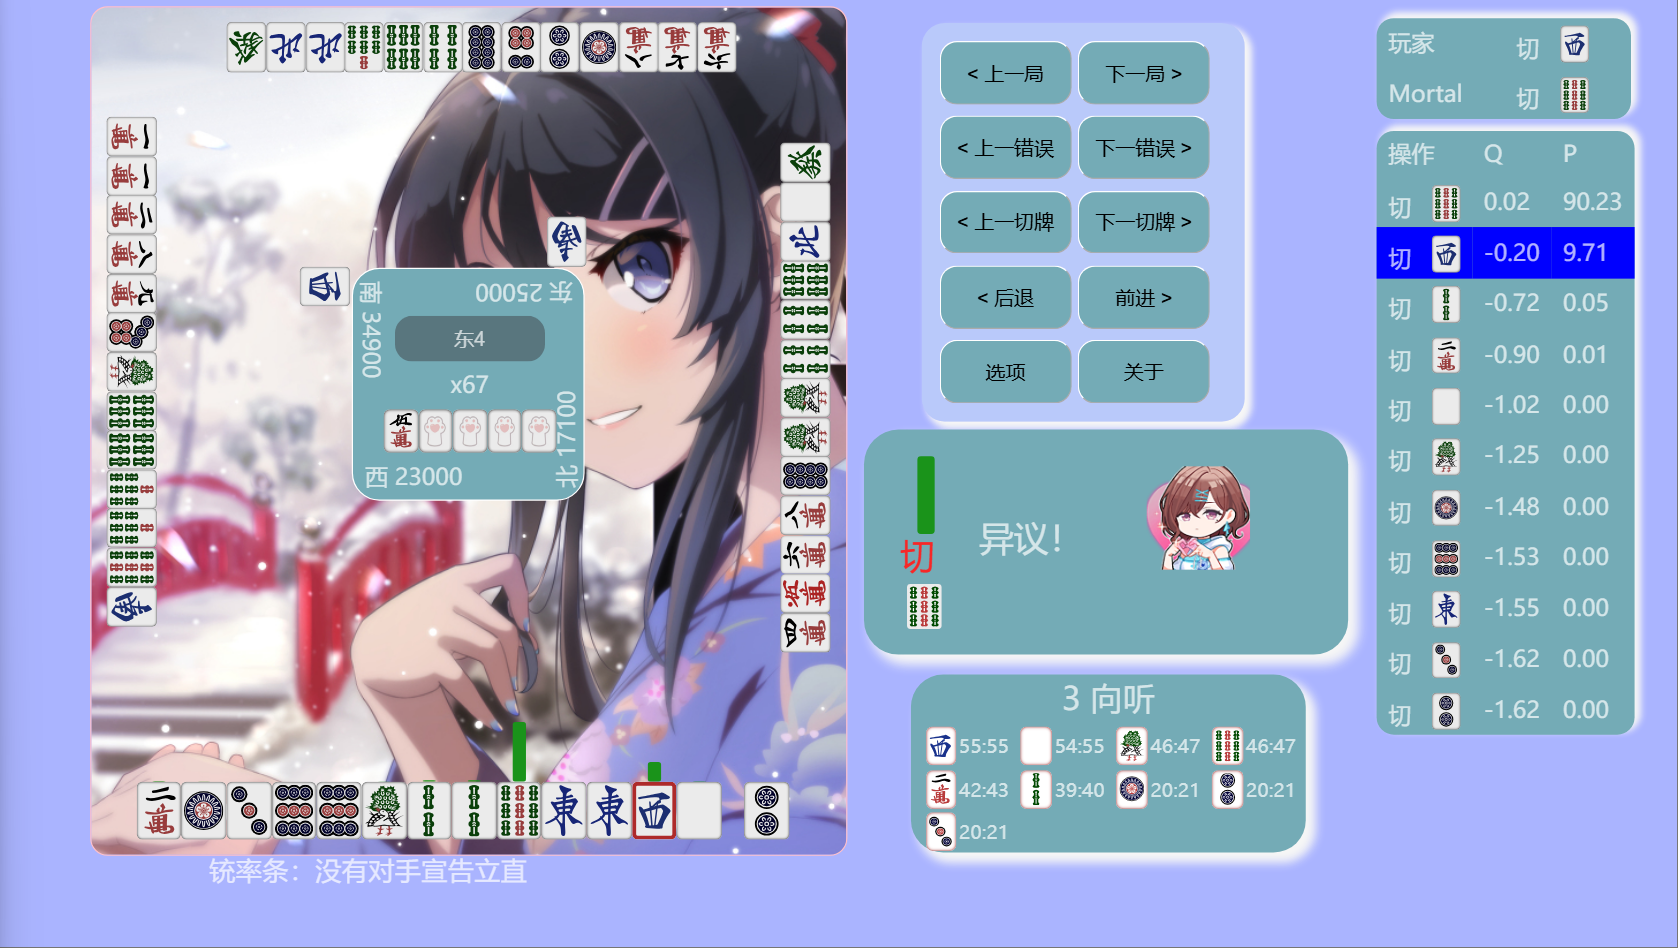 东 25000
南 34900
东4
x67
北 17100
西 23000
铳率条：没有对手宣告立直
< 上一局
下一局 >
< 上一错误
下一错误 >
< 上一切牌
下一切牌 >
< 后退
前进 >
选项
关于
切
异议！
3 向听
55:55
54:55
46:47
46:47
42:43
39:40
20:21
20:21
20:21
玩家 切
Mortal 切
操作 Q P
切 0.02 90.23
切 -0.20 9.71
切 -0.72 0.05
切 -0.90 0.01
切 -1.02 0.00
切 -1.25 0.00
切 -1.48 0.00
切 -1.53 0.00
切 -1.55 0.00
切 -1.62 0.00
切 -1.62 0.00